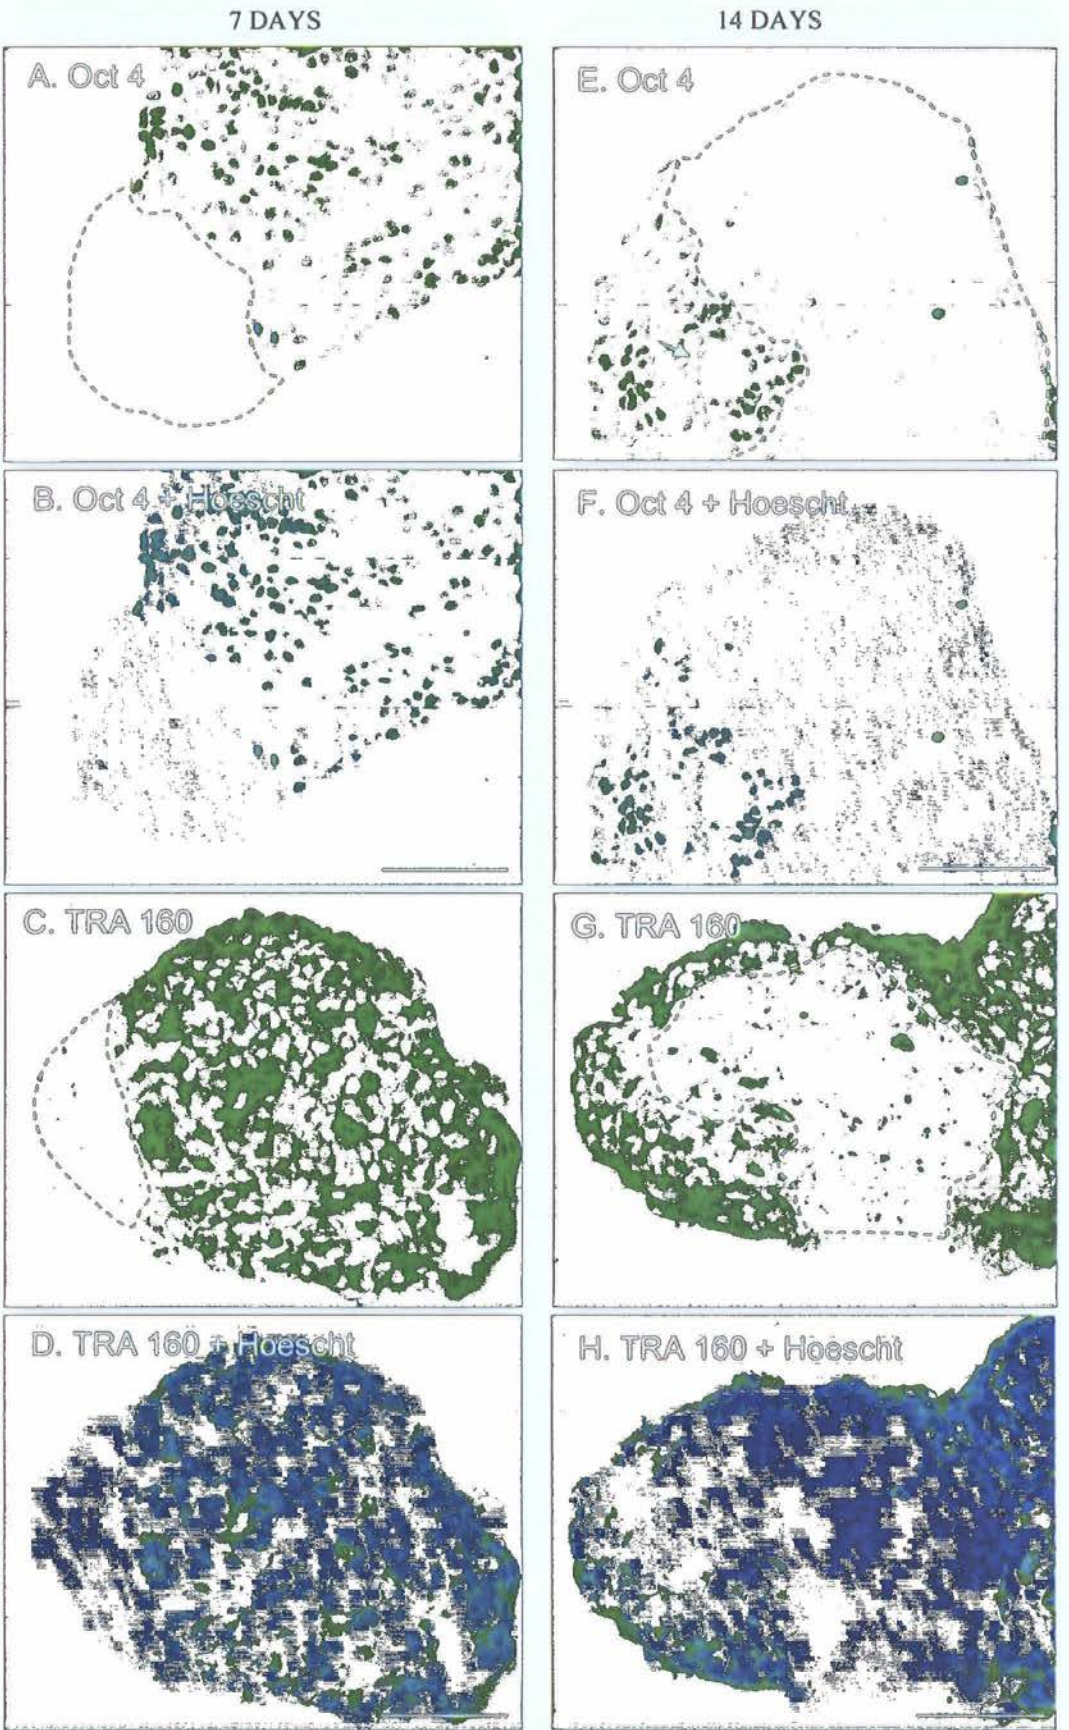 7 DAYS
14 DAYS
A. Oct 4
E. Oct 4
B. Oct 4 + Hoescht
F. Oct 4 + Hoescht
C. TRA 160
G. TRA 160
D. TRA 160 + Hoescht
H. TRA 160 + Hoescht